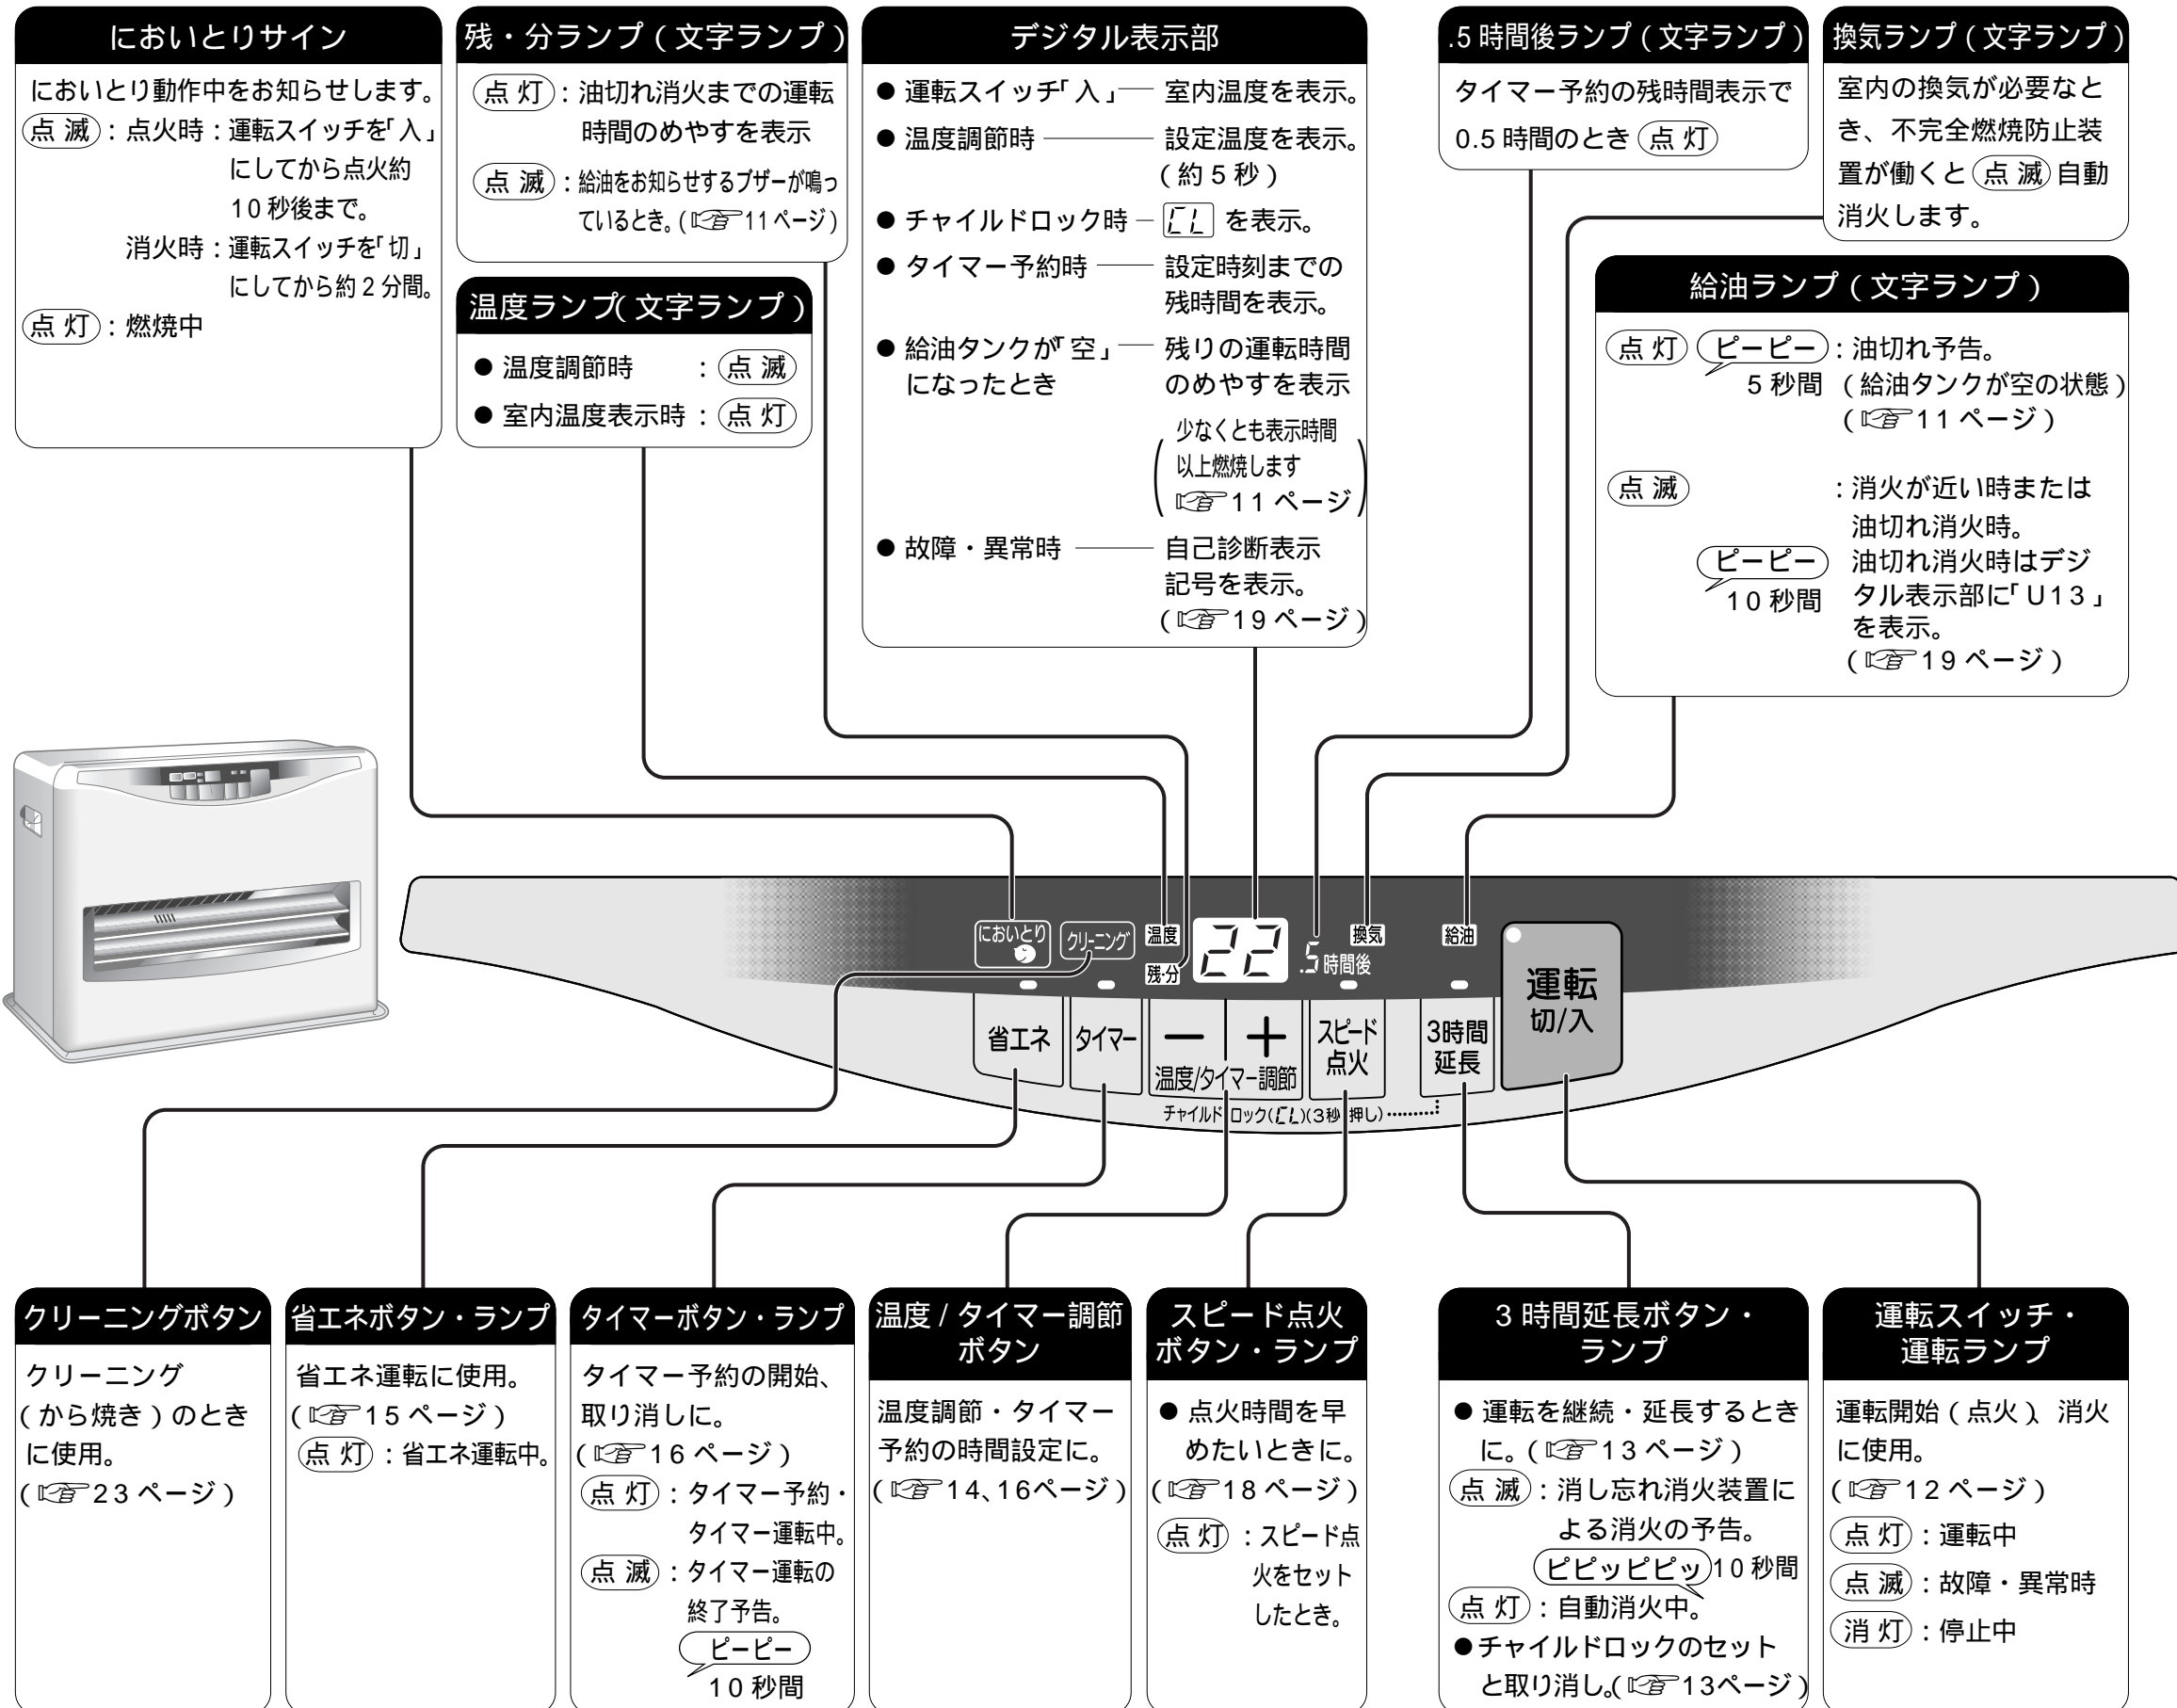 においとりサイン
においとり動作中をお知らせします。
点 滅：点火時：運転スイッチを「入」
にしてから点火約
10 秒後まで。
消火時：運転スイッチを「切」
にしてから約 2 分間。
点 灯：燃焼中
残・分ランプ(文字ランプ)
点 灯：油切れ消火までの運転
時間のめやすを表示
点 滅：給油をお知らせするブザーが鳴っ
ているとき。(☞11 ページ)
温度ランプ(文字ランプ)
● 温度調節時 ：点 滅
● 室内温度表示時：点 灯
デジタル表示部
● 運転スイッチ「入」── 室内温度を表示。
● 温度調節時 ──── 設定温度を表示。
(約 5 秒)
● チャイルドロック時 ─ CL を表示。
● タイマー予約時 ── 設定時刻までの
残時間を表示。
● 給油タンクが「空」── 残りの運転時間
になったとき のめやすを表示
(少なくとも表示時間
以上燃焼します
☞11 ページ)
● 故障・異常時 ─── 自己診断表示
記号を表示。
(☞19 ページ)
.5 時間後ランプ(文字ランプ)
タイマー予約の残時間表示で
0.5 時間のとき 点 灯
換気ランプ(文字ランプ)
室内の換気が必要なと
き、不完全燃焼防止装
置が働くと 点 滅 自動
消火します。
給油ランプ(文字ランプ)
点 灯 ピーピー：油切れ予告。
5 秒間 (給油タンクが空の状態)
(☞11 ページ)
点 滅 ：消火が近い時または
油切れ消火時。
ピーピー 油切れ消火時はデジ
10 秒間 タル表示部に「U13」
を表示。
(☞19 ページ)
においとり
クリーニング
温度
残・分
22
.5 時間後
換気
給油
運転
切/入
省エネ
タイマー
－ ＋
温度/タイマー調節
スピード
点火
3時間
延長
チャイルドロック(CL)(3秒押し)
クリーニングボタン
クリーニング
(から焼き)のとき
に使用。
(☞23 ページ)
省エネボタン・ランプ
省エネ運転に使用。
(☞15 ページ)
点 灯：省エネ運転中。
タイマーボタン・ランプ
タイマー予約の開始、
取り消しに。
(☞16 ページ)
点 灯：タイマー予約・
タイマー運転中。
点 滅：タイマー運転の
終了予告。
ピーピー
10 秒間
温度 / タイマー調節
ボタン
温度調節・タイマー
予約の時間設定に。
(☞14、16ページ)
スピード点火
ボタン・ランプ
● 点火時間を早
めたいときに。
(☞18 ページ)
点 灯：スピード点
火をセット
したとき。
3 時間延長ボタン・
ランプ
● 運転を継続・延長するとき
に。(☞13 ページ)
点 滅：消し忘れ消火装置に
よる消火の予告。
ピピッピピッ 10 秒間
点 灯：自動消火中。
●チャイルドロックのセット
と取り消し。(☞13ページ)
運転スイッチ・
運転ランプ
運転開始(点火)、消火
に使用。
(☞12 ページ)
点 灯：運転中
点 滅：故障・異常時
消 灯：停止中